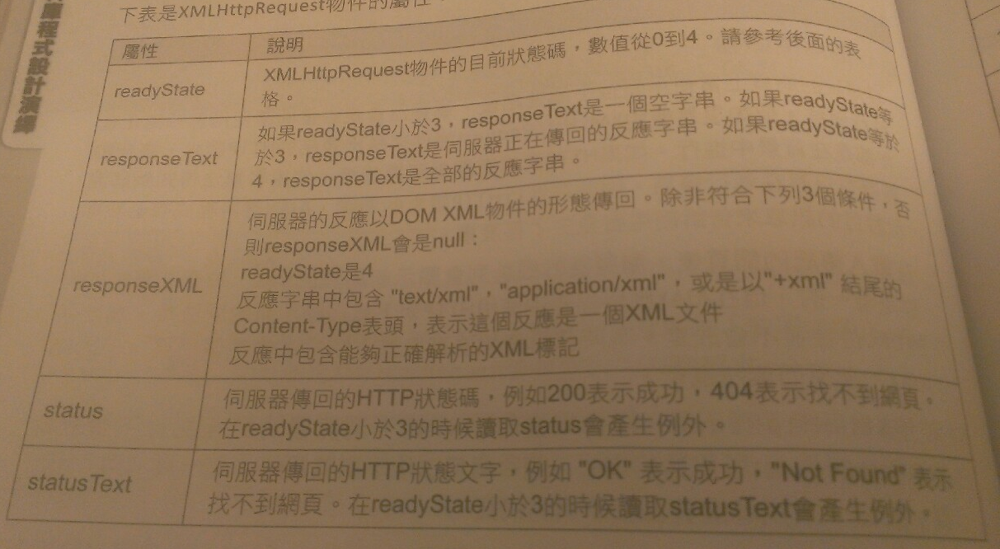 下表是XMLHttpRequest物件的屬性
庫程式設計演繹
屬性
說明
readyState
XMLHttpRequest物件的目前狀態碼，數值從0到4。請參考後面的表
格。
responseText
如果readyState小於3，responseText是一個空字串。如果readyState等
於3，responseText是伺服器正在傳回的反應字串。如果readyState等於
4，responseText是全部的反應字串。
responseXML
伺服器的反應以DOM XML物件的形態傳回。除非符合下列3個條件，否
則responseXML會是null：
readyState是4
反應字串中包含 "text/xml"，"application/xml"，或是以"+xml" 結尾的
Content-Type表頭，表示這個反應是一個XML文件
反應中包含能夠正確解析的XML標記
status
伺服器傳回的HTTP狀態碼，例如200表示成功，404表示找不到網頁。
在readyState小於3的時候讀取status會產生例外。
statusText
伺服器傳回的HTTP狀態文字，例如 "OK" 表示成功，"Not Found" 表示
找不到網頁。在readyState小於3的時候讀取statusText會產生例外。